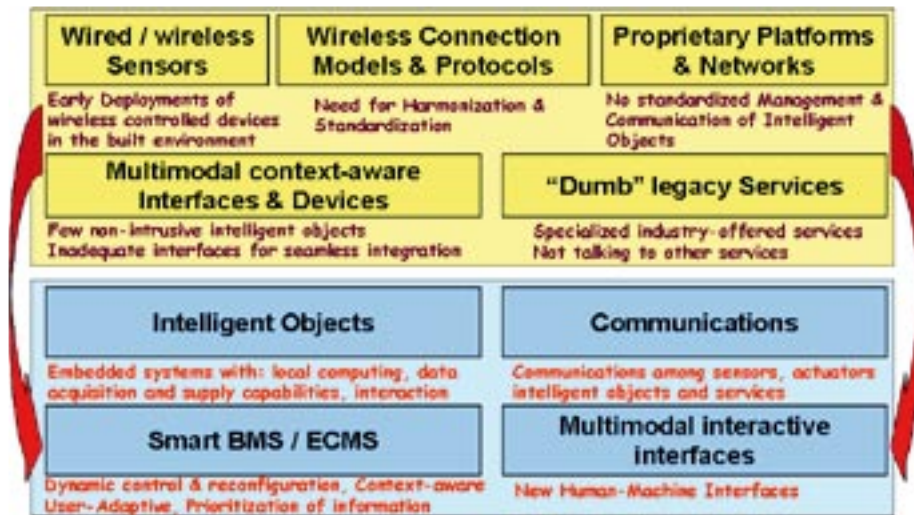 Wired / wireless
Sensors
Wireless Connection
Models & Protocols
Proprietary Platforms
& Networks
Early Deployments of
wireless controlled devices
in the built environment
Need for Harmonization &
Standardization
No standardized Management &
Communication of Intelligent
Objects
Multimodal context-aware
Interfaces & Devices
“Dumb” legacy Services
Few non-intrusive intelligent objects
Inadequate interfaces for seamless integration
Specialized industry-offered services
Not talking to other services
Intelligent Objects
Communications
Embedded systems with: local computing, data
acquisition and supply capabilities, interaction
Communications among sensors, actuators
intelligent objects and services
Smart BMS / ECMS
Multimodal interactive
interfaces
Dynamic control & reconfiguration, Context-aware
User-Adaptive, Prioritization of information
New Human-Machine Interfaces